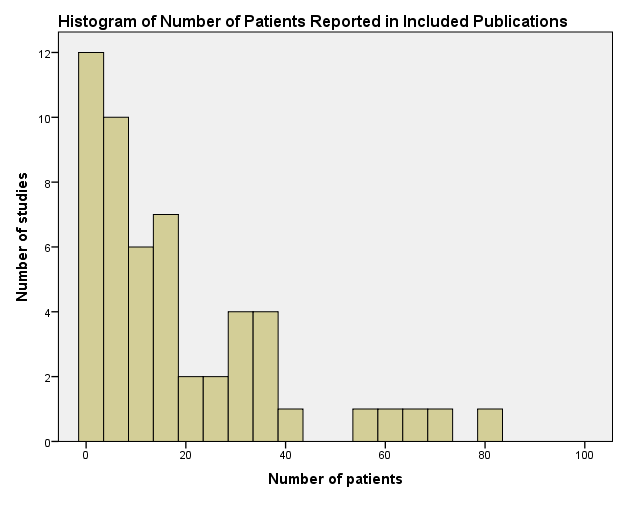 Histogram of Number of Patients Reported in Included Publications
12
10
8
6
4
2
0
Number of studies
0 20 40 60 80 100
Number of patients